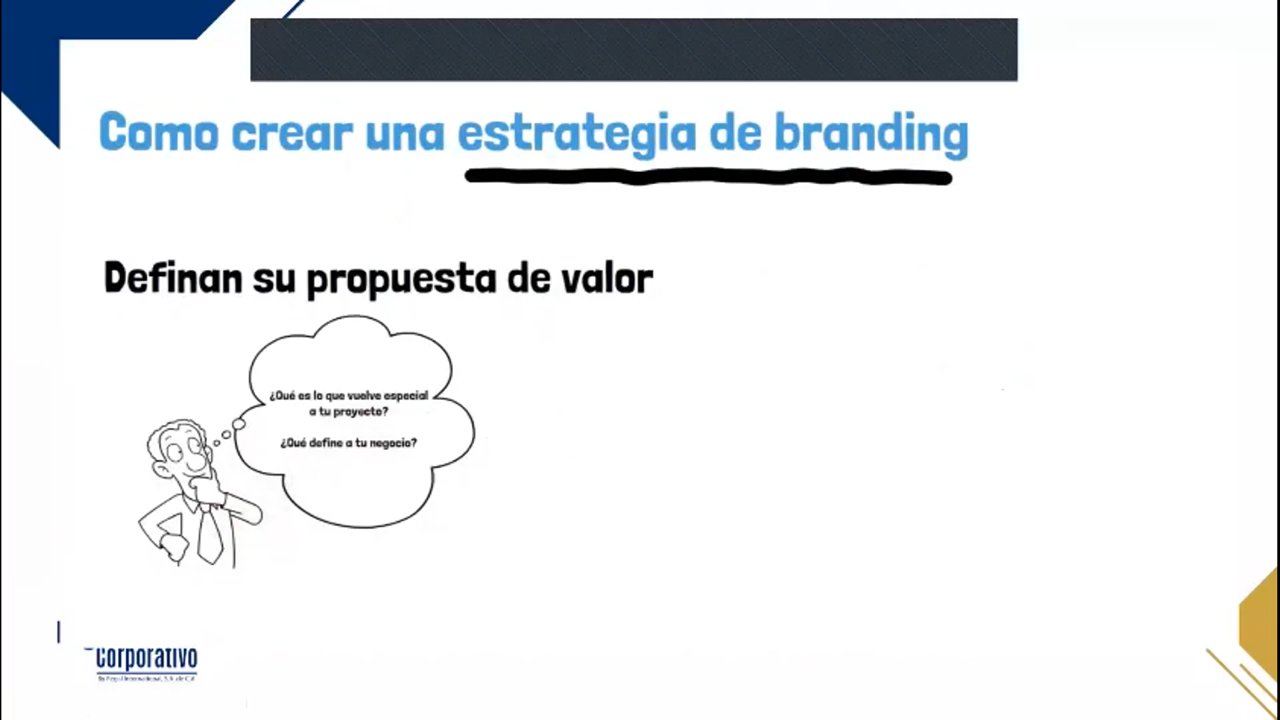 Como crear una estrategia de branding
Definan su propuesta de valor
¿Qué es lo que vuelve especial
a tu proyecto?
¿Qué define a tu negocio?
corporativo